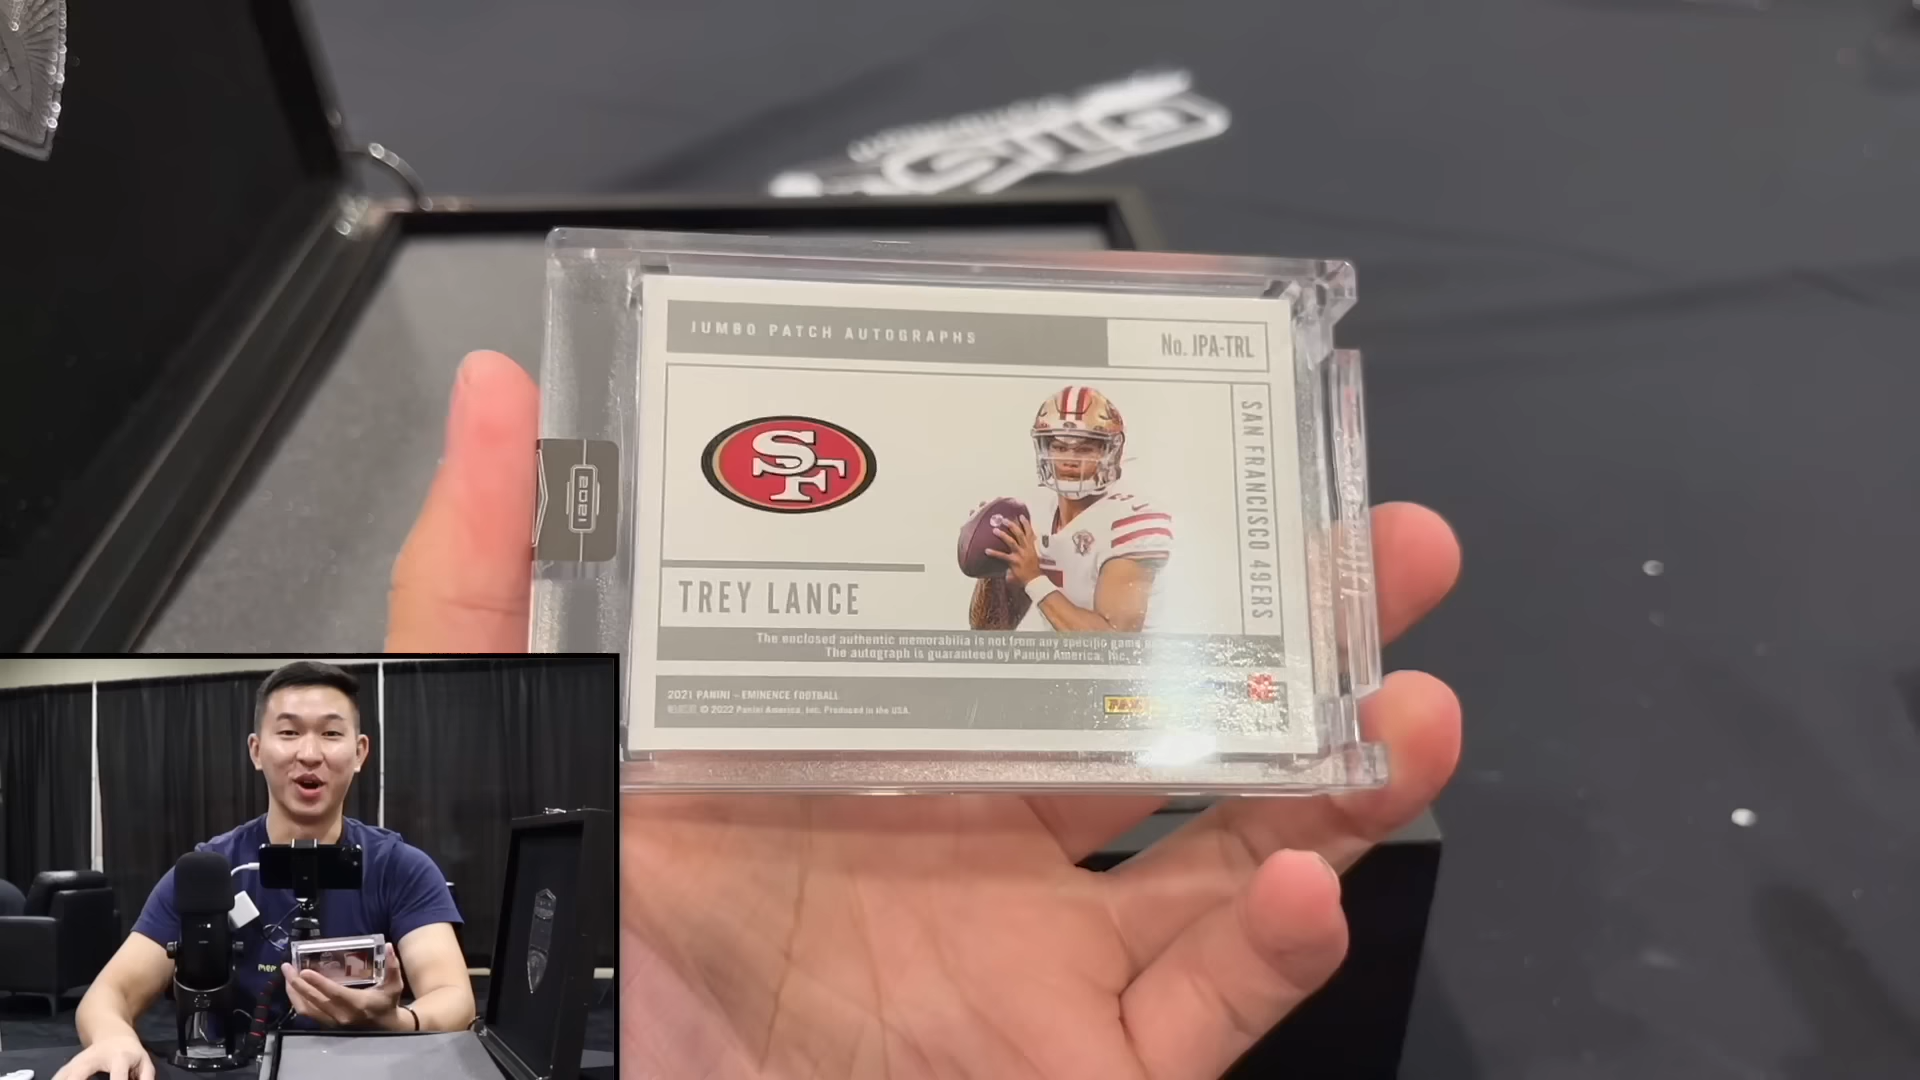 JUMBO PATCH AUTOGRAPHS
No. JPA-TRL
SF
SAN FRANCISCO 49ERS
2021
TREY LANCE
The enclosed authentic memorabilia is not from any specific game
The autograph is guaranteed by Panini America, Inc.
2021 PANINI – EMINENCE FOOTBALL
© 2022 Panini America, Inc. Produced in the USA.